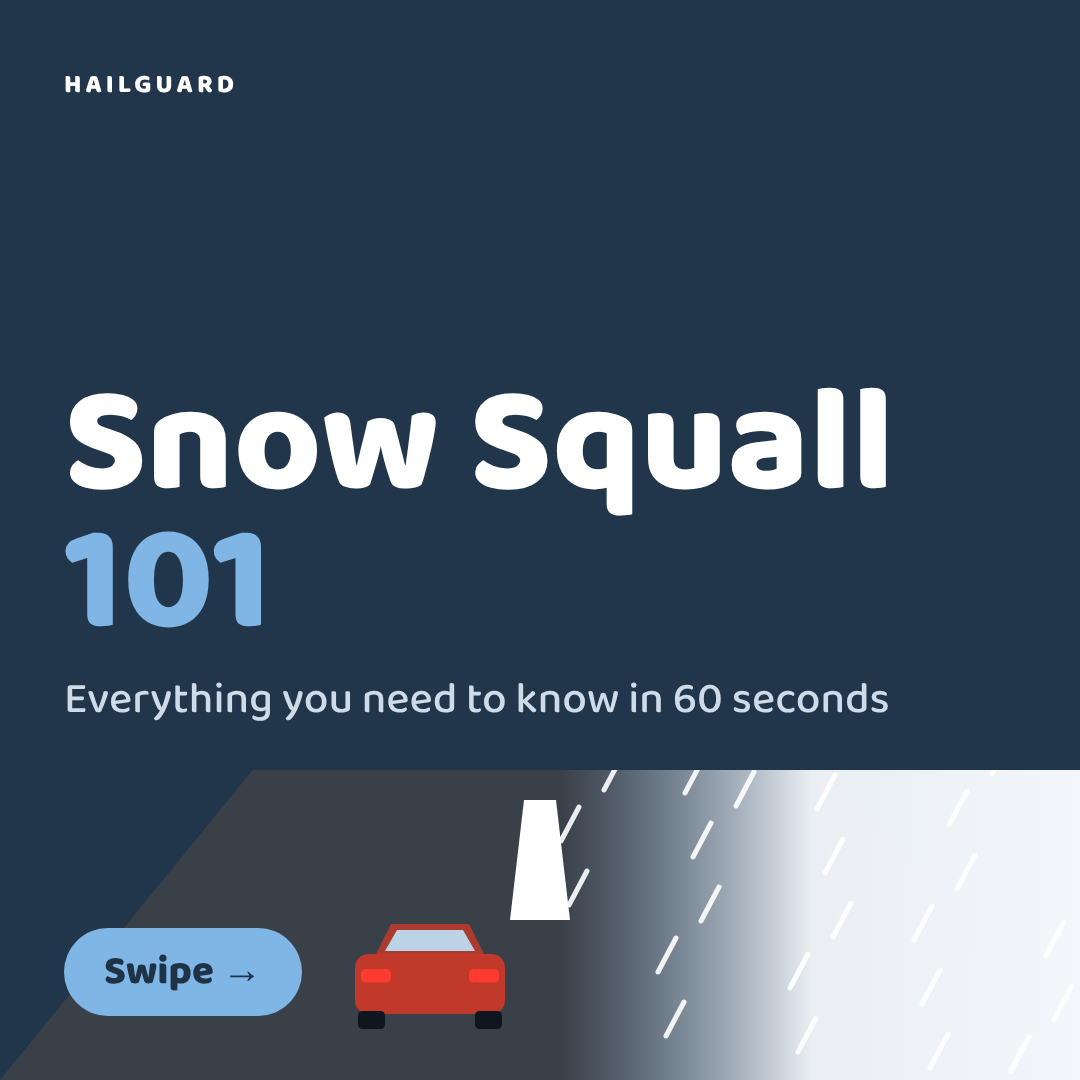 HAILGUARD
Snow Squall
101
Everything you need to know in 60 seconds
Swipe →